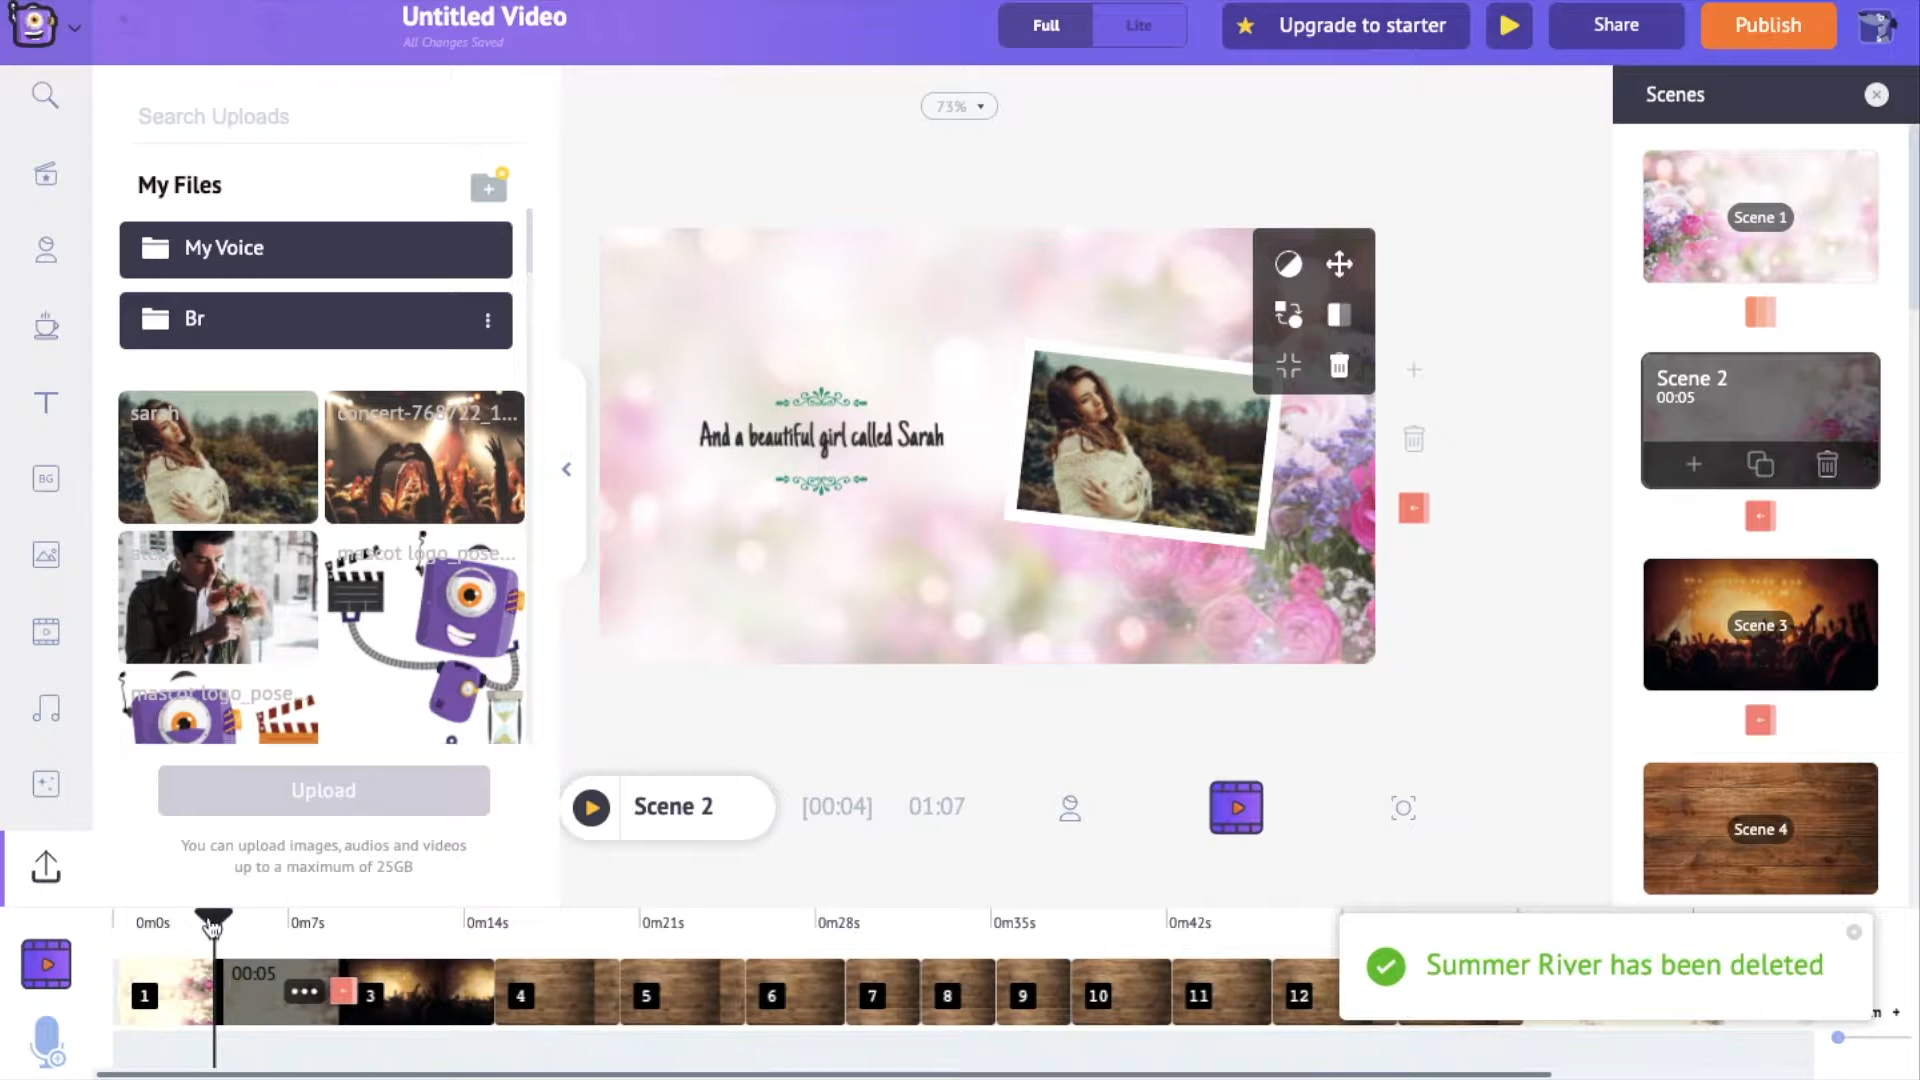 Untitled Video
All Changes Saved
Full
Lite
Upgrade to starter
Share
Publish
Search Uploads
My Files
My Voice
Br
sarah
concert-768722_1...
mascot logo_pose...
mascot logo_pose...
Upload
You can upload images, audios and videos
up to a maximum of 25GB
BG
73%
And a beautiful girl called Sarah
Scene 2
[00:04]
01:07
Scenes
Scene 1
Scene 2
00:05
Scene 3
Scene 4
0m0s
0m7s
0m14s
0m21s
0m28s
0m35s
0m42s
1
00:05
3
4
5
6
7
8
9
10
11
12
Summer River has been deleted